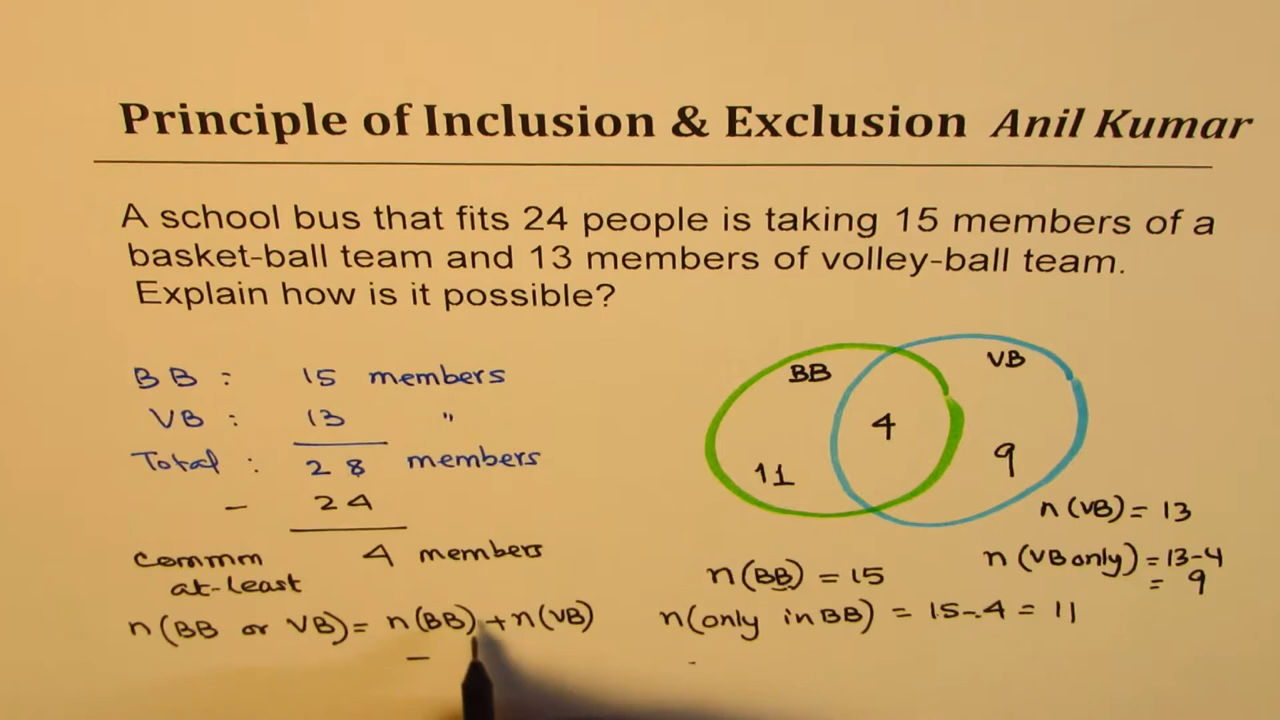 Principle of Inclusion & Exclusion Anil Kumar
A school bus that fits 24 people is taking 15 members of a
basket-ball team and 13 members of volley-ball team.
Explain how is it possible?
BB : 15 members
VB : 13 "
Total : 28 members
- 24
Common 4 members
at-least
n(BB or VB) = n(BB) + n(VB)
-
BB
VB
4
11
9
n(VB) = 13
n(BB) = 15
n(VB only) = 13-4
= 9
n(only in BB) = 15-4 = 11